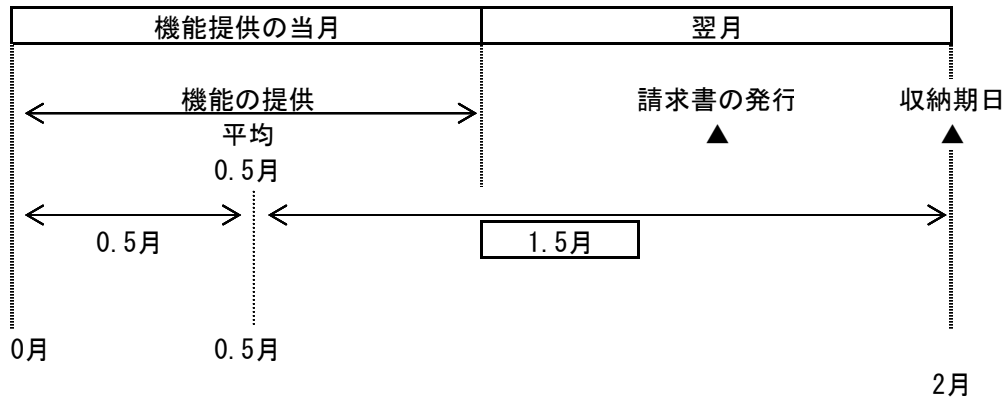 機能提供の当月 翌月
機能の提供 請求書の発行 収納期日
平均 ▲ ▲
0.5月
0.5月 1.5月
0月 0.5月
2月